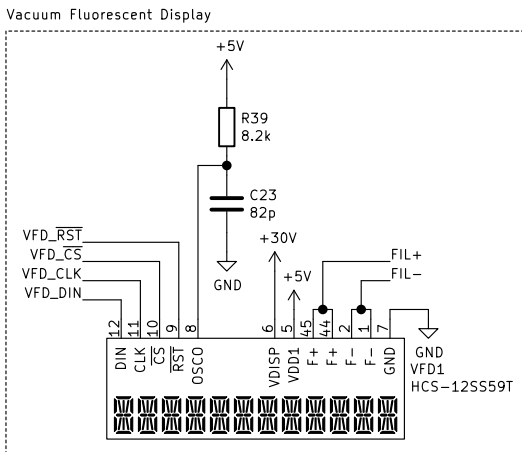 Vacuum Fluorescent Display
+5V
R39
8.2k
C23
82p
VFD_RST
VFD_CS
VFD_CLK
VFD_DIN
GND
+30V
+5V
FIL+
FIL-
12 11 10 9 8 6 5 45 44 2 1 7
DIN CLK CS RST OSCO VDISP VDD1 F+ F+ F- F- GND
GND
VFD1
HCS-12SS59T